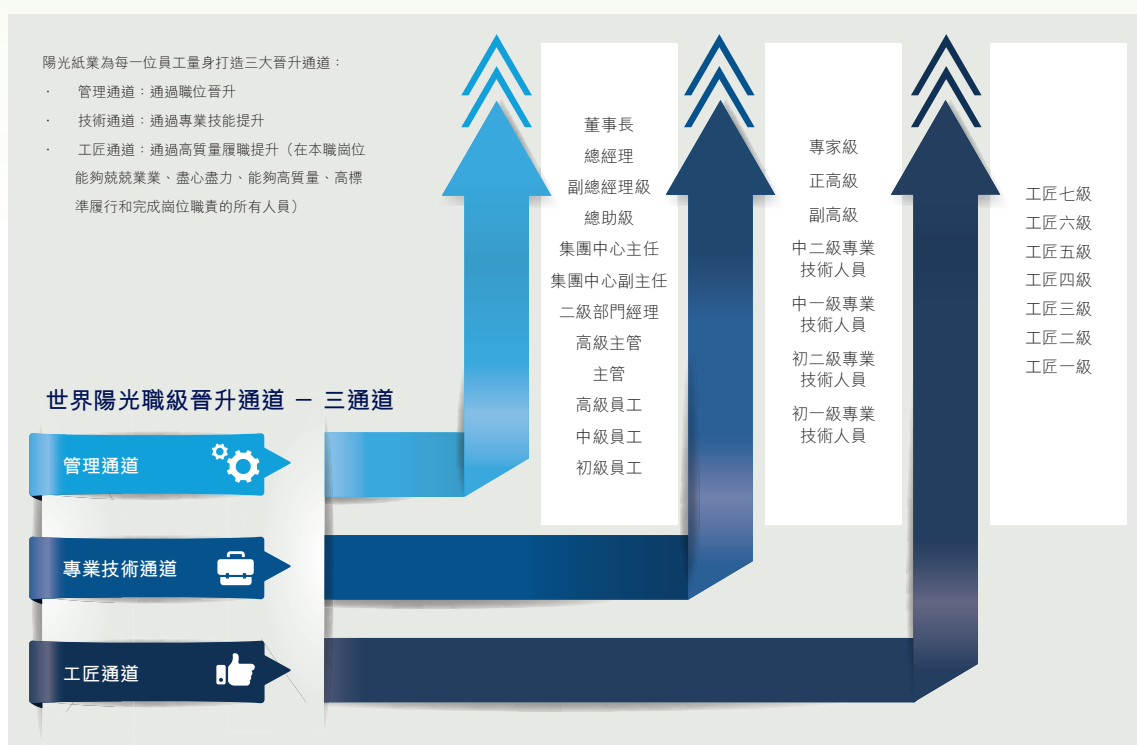 陽光紙業為每一位員工量身打造三大晉升通道：
· 管理通道：通過職位晉升
· 技術通道：通過專業技能提升
· 工匠通道：通過高質量履職提升（在本職崗位
能夠兢兢業業、盡心盡力、能夠高質量、高標
準履行和完成崗位職責的所有人員）
世界陽光職級晉升通道 － 三通道
管理通道
專業技術通道
工匠通道
董事長
總經理
副總經理級
總助級
集團中心主任
集團中心副主任
二級部門經理
高級主管
主管
高級員工
中級員工
初級員工
專家級
正高級
副高級
中二級專業
技術人員
中一級專業
技術人員
初二級專業
技術人員
初一級專業
技術人員
工匠七級
工匠六級
工匠五級
工匠四級
工匠三級
工匠二級
工匠一級